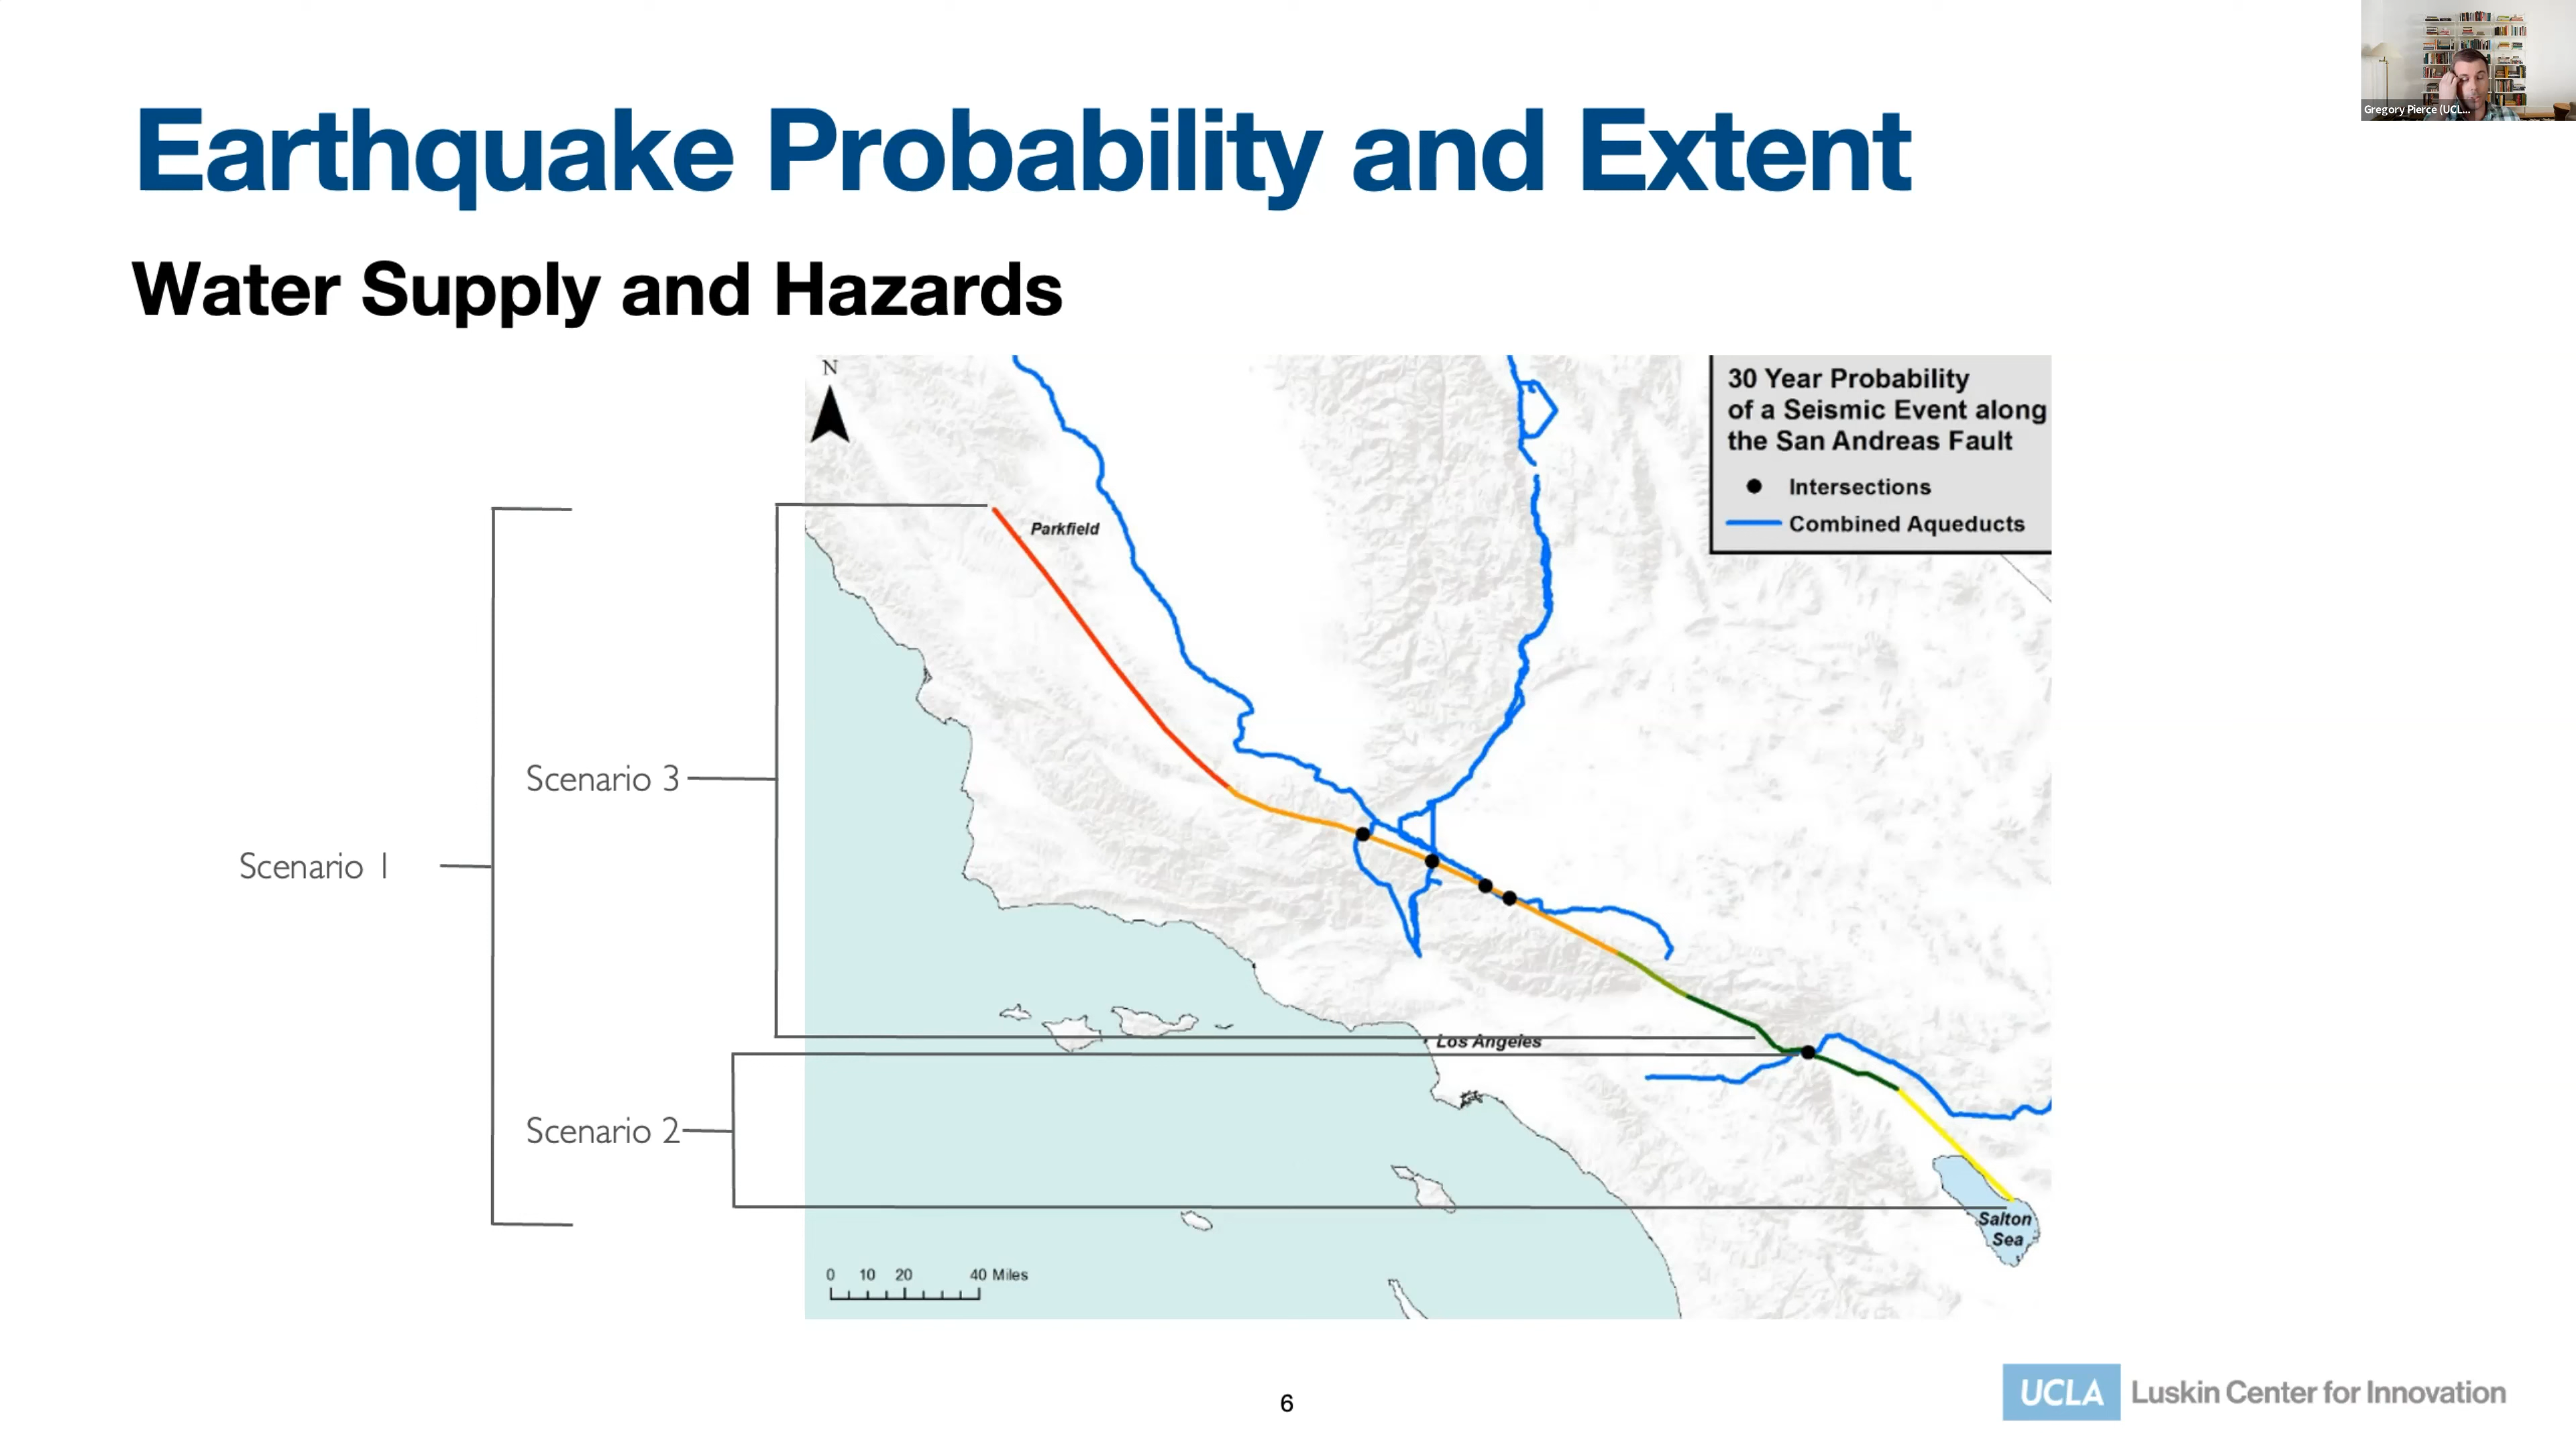 Gregory Pierce (UCL...
Earthquake Probability and Extent
Water Supply and Hazards
N
30 Year Probability
of a Seismic Event along
the San Andreas Fault
Intersections
Combined Aqueducts
Parkfield
Scenario 3
Scenario 1
Los Angeles
Scenario 2
Salton
Sea
0 10 20 40 Miles
6
UCLA Luskin Center for Innovation